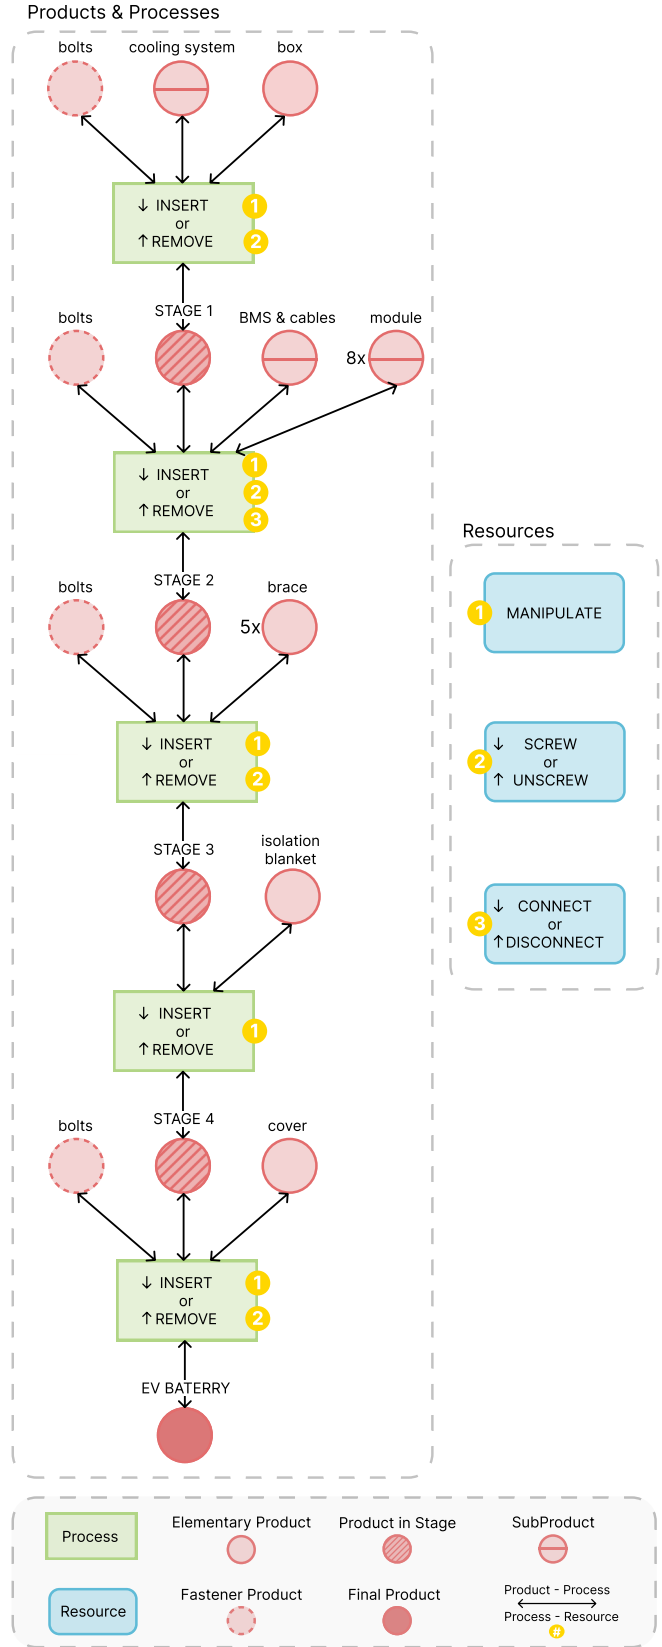 Products & Processes
bolts
cooling system
box
↓ INSERT
or
↑ REMOVE
1
2
STAGE 1
bolts
BMS & cables
module
8x
↓ INSERT
or
↑ REMOVE
1
2
3
STAGE 2
bolts
brace
5x
↓ INSERT
or
↑ REMOVE
1
2
STAGE 3
isolation
blanket
↓ INSERT
or
↑ REMOVE
1
STAGE 4
bolts
cover
↓ INSERT
or
↑ REMOVE
1
2
EV BATERRY
Resources
1
MANIPULATE
2
↓ SCREW
or
↑ UNSCREW
3
↓ CONNECT
or
↑ DISCONNECT
Process
Elementary Product
Product in Stage
SubProduct
Resource
Fastener Product
Final Product
Product - Process
Process - Resource
#